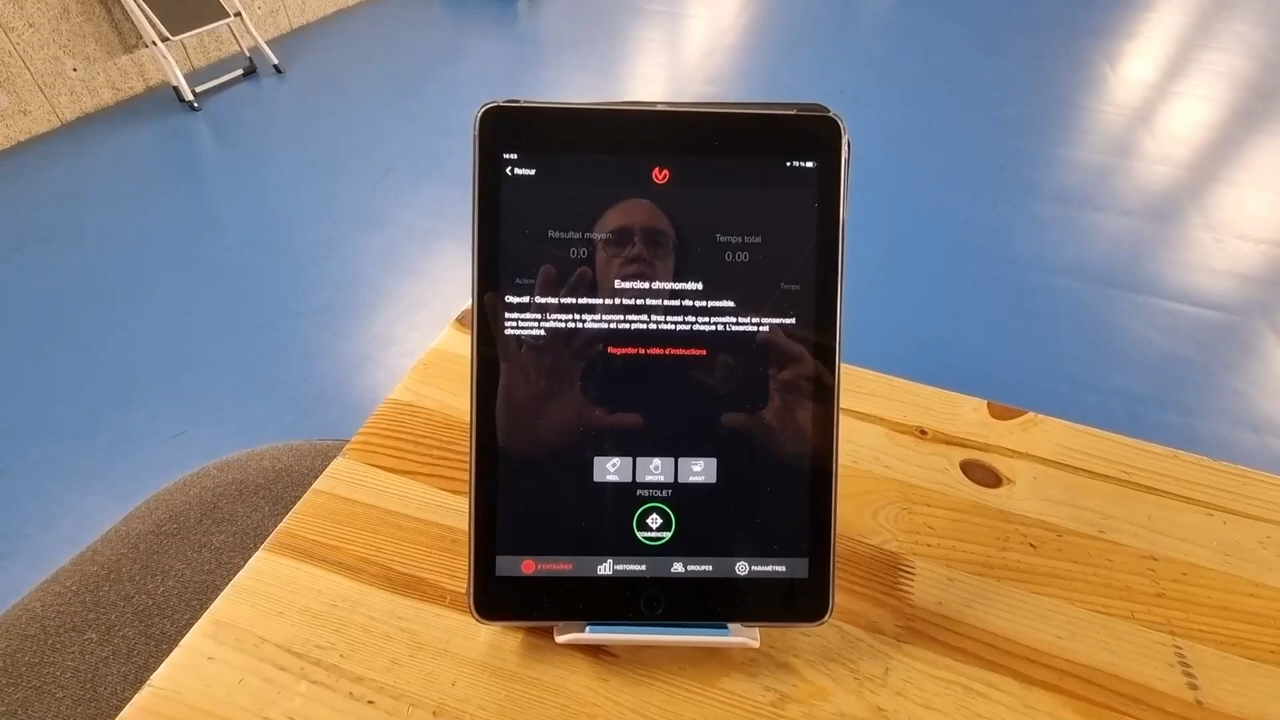 14:53
73 %
Retour
Résultat moyen
Temps total
0.0
0.00
Action
Temps
Exercice chronométré
Objectif : Gardez votre adresse au tir tout en tirant aussi vite que possible.
Instructions : Lorsque le signal sonore retentit, tirez aussi vite que possible tout en conservant
une bonne maîtrise de la détente et une prise de visée pour chaque tir. L'exercice est
chronométré.
Regarder la vidéo d'instructions
RÉEL
DROITE
AVANT
PISTOLET
COMMENCER
S'ENTRAÎNER
HISTORIQUE
GROUPES
PARAMÈTRES